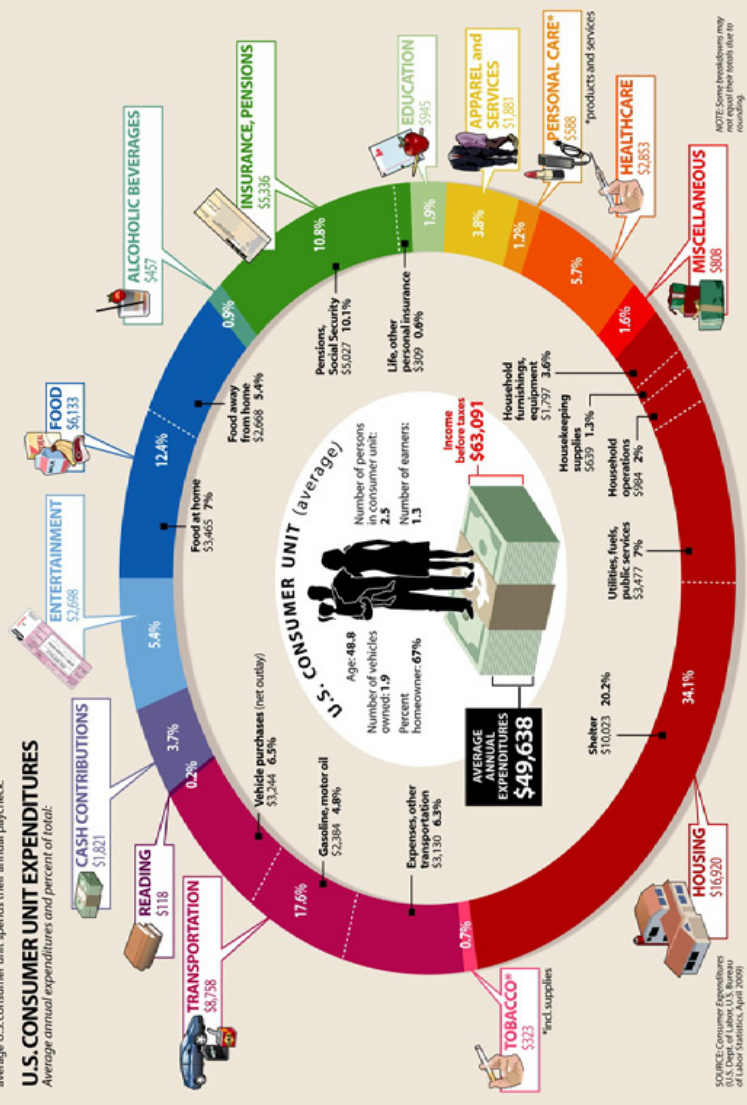 average U.S. consumer unit spends their annual paycheck.
U.S. CONSUMER UNIT EXPENDITURES
Average annual expenditures and percent of total:
CASH CONTRIBUTIONS
$1,821
3.7%
ENTERTAINMENT
$2,698
5.4%
FOOD
$6,133
12.4%
Food at home
$3,465 7%
Food away
from home
$2,668 5.4%
ALCOHOLIC BEVERAGES
$457
0.9%
INSURANCE, PENSIONS
$5,336
10.8%
Pensions,
Social Security
$5,027 10.1%
Life, other
personal insurance
$309 0.6%
EDUCATION
$945
1.9%
APPAREL and
SERVICES
$1,881
3.8%
PERSONAL CARE*
$588
*products and services
1.2%
HEALTHCARE
$2,853
5.7%
MISCELLANEOUS
$808
1.6%
READING
$118
0.2%
TRANSPORTATION
$8,758
17.6%
Vehicle purchases (net outlay)
$3,244 6.5%
Gasoline, motor oil
$2,384 4.8%
Expenses, other
transportation
$3,130 6.3%
TOBACCO*
$323
*incl. supplies
0.7%
HOUSING
$16,920
34.1%
Shelter
$10,023 20.2%
Utilities, fuels,
public services
$3,477 7%
Household
operations
$984 2%
Housekeeping
supplies
$639 1.3%
Household
furnishings,
equipment
$1,797 3.6%
U.S. CONSUMER UNIT (average)
Age: 48.8
Number of vehicles
owned: 1.9
Percent
homeowner: 67%
Number of persons
in consumer unit:
2.5
Number of earners:
1.3
Income
before taxes
$63,091
AVERAGE
ANNUAL
EXPENDITURES
$49,638
SOURCE: Consumer Expenditures
(U.S. Dept. of Labor, U.S. Bureau
of Labor Statistics, April 2009)
NOTE: Some breakdowns may
not equal their totals due to
rounding.